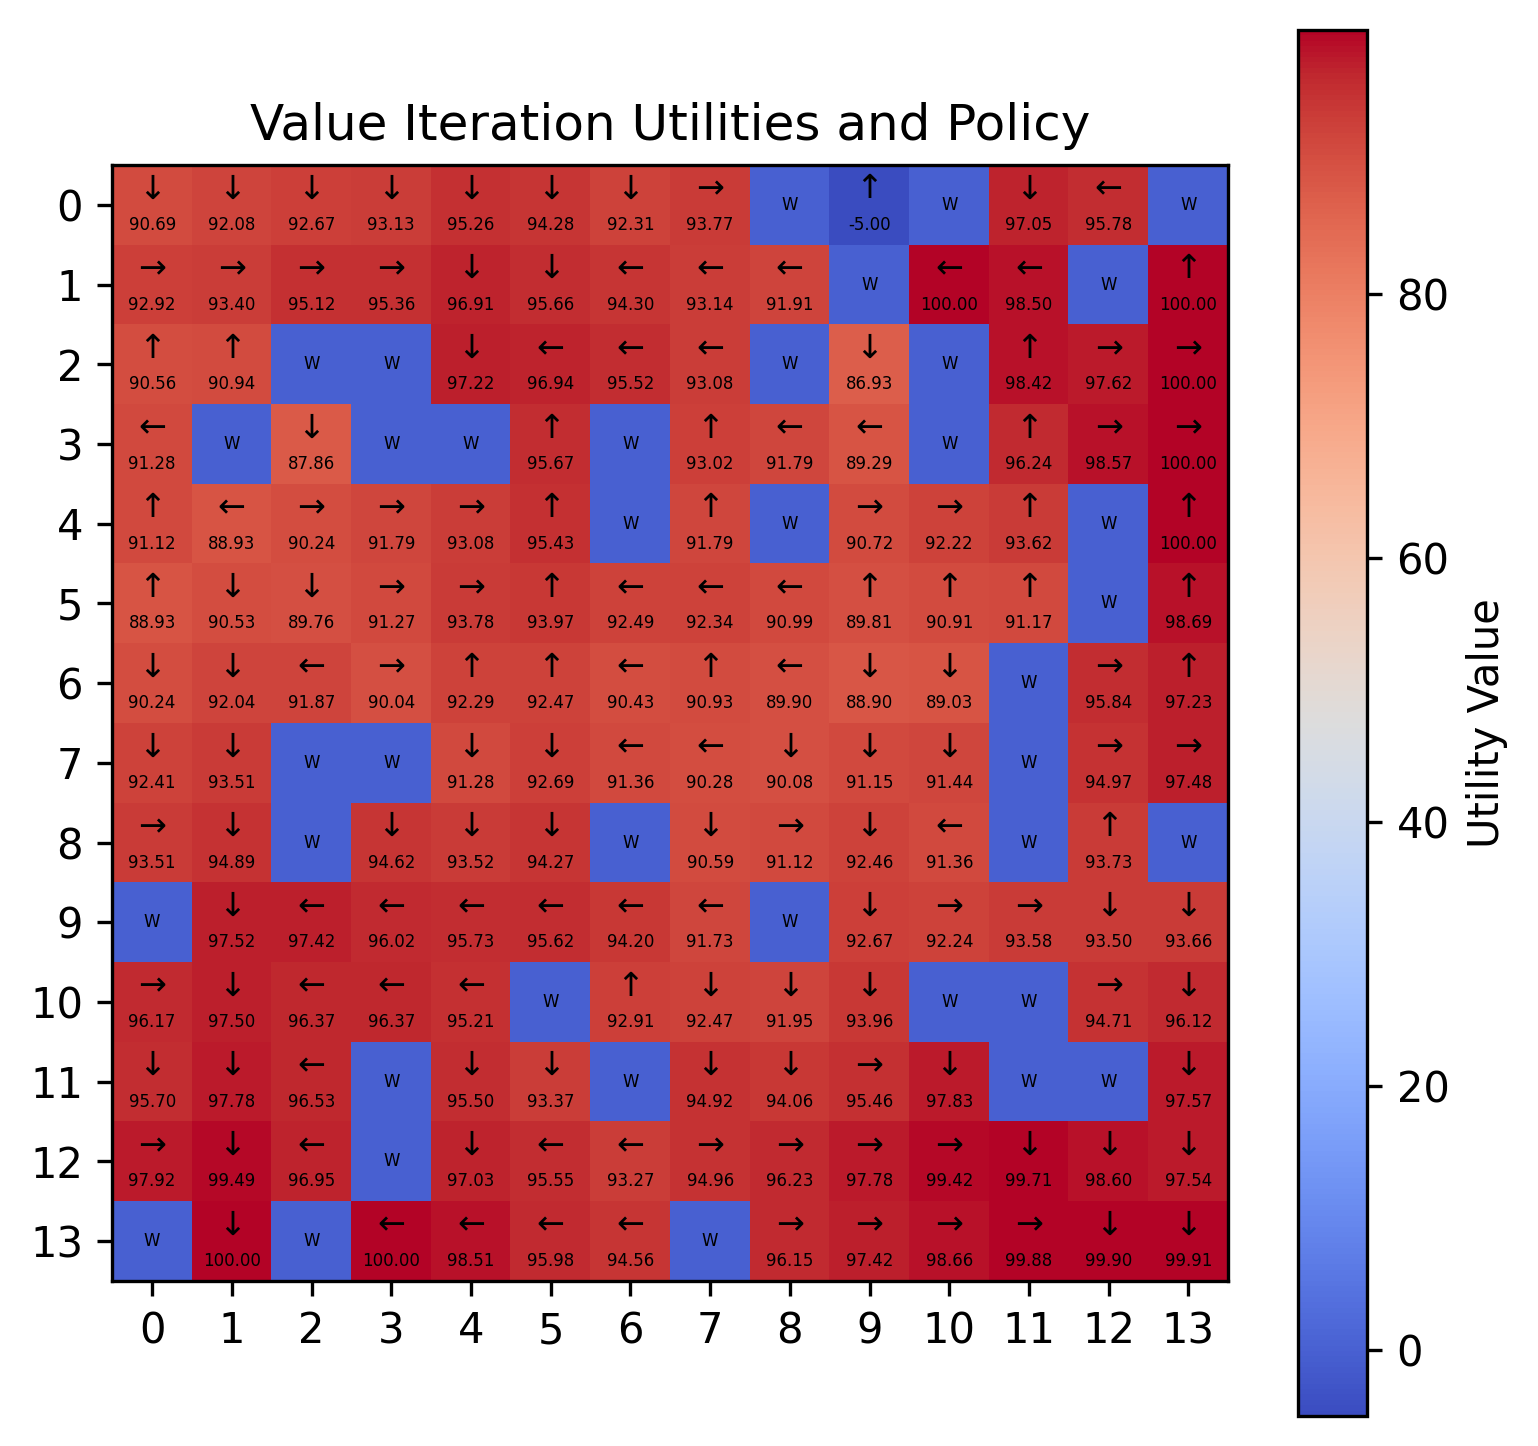 Value Iteration Utilities and Policy
0 ↓ ↓ ↓ ↓ ↓ ↓ ↓ → W ↑ W ↓ ← W
90.69 92.08 92.67 93.13 95.26 94.28 92.31 93.77 -5.00 97.05 95.78
1 → → → → ↓ ↓ ← ← ← W ← ← W ↑
92.92 93.40 95.12 95.36 96.91 95.66 94.30 93.14 91.91 100.00 98.50 100.00
2 ↑ ↑ W W ↓ ← ← ← W ↓ W ↑ → →
90.56 90.94 97.22 96.94 95.52 93.08 86.93 98.42 97.62 100.00
3 ← W ↓ W W ↑ W ↑ ← ← W ↑ → →
91.28 87.86 95.67 93.02 91.79 89.29 96.24 98.57 100.00
4 ↑ ← → → → ↑ W ↑ W → → ↑ W ↑
91.12 88.93 90.24 91.79 93.08 95.43 91.79 90.72 92.22 93.62 100.00
5 ↑ ↓ ↓ → → ↑ ← ← ← ↑ ↑ ↑ W ↑
88.93 90.53 89.76 91.27 93.78 93.97 92.49 92.34 90.99 89.81 90.91 91.17 98.69
6 ↓ ↓ ← → ↑ ↑ ← ↑ ← ↓ ↓ W → ↑
90.24 92.04 91.87 90.04 92.29 92.47 90.43 90.93 89.90 88.90 89.03 95.84 97.23
7 ↓ ↓ W W ↓ ↓ ← ← ↓ ↓ ↓ W → →
92.41 93.51 91.28 92.69 91.36 90.28 90.08 91.15 91.44 94.97 97.48
8 → ↓ W ↓ ↓ ↓ W ↓ → ↓ ← W ↑ W
93.51 94.89 94.62 93.52 94.27 90.59 91.12 92.46 91.36 93.73
9 W ↓ ← ← ← ← ← ← W ↓ → → ↓ ↓
97.52 97.42 96.02 95.73 95.62 94.20 91.73 92.67 92.24 93.58 93.50 93.66
10 → ↓ ← ← ← W ↑ ↓ ↓ ↓ W W → ↓
96.17 97.50 96.37 96.37 95.21 92.91 92.47 91.95 93.96 94.71 96.12
11 ↓ ↓ ← W ↓ ↓ W ↓ ↓ → ↓ W W ↓
95.70 97.78 96.53 95.50 93.37 94.92 94.06 95.46 97.83 97.57
12 → ↓ ← W ↓ ← ← → → → → ↓ ↓ ↓
97.92 99.49 96.95 97.03 95.55 93.27 94.96 96.23 97.78 99.42 99.71 98.60 97.54
13 W ↓ W ← ← ← ← W → → → → ↓ ↓
100.00 100.00 98.51 95.98 94.56 96.15 97.42 98.66 99.88 99.90 99.91
0 1 2 3 4 5 6 7 8 9 10 11 12 13
80
60
40
20
0
Utility Value